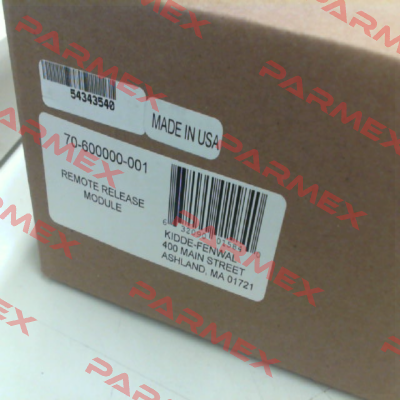 54343540
MADE IN USA
70-600000-001
REMOTE RELEASE
MODULE
KIDDE-FENWAL
400 MAIN STREET
ASHLAND, MA 01721
PARMEX
PARMEX
PARMEX
PARMEX
PARMEX
PARMEX